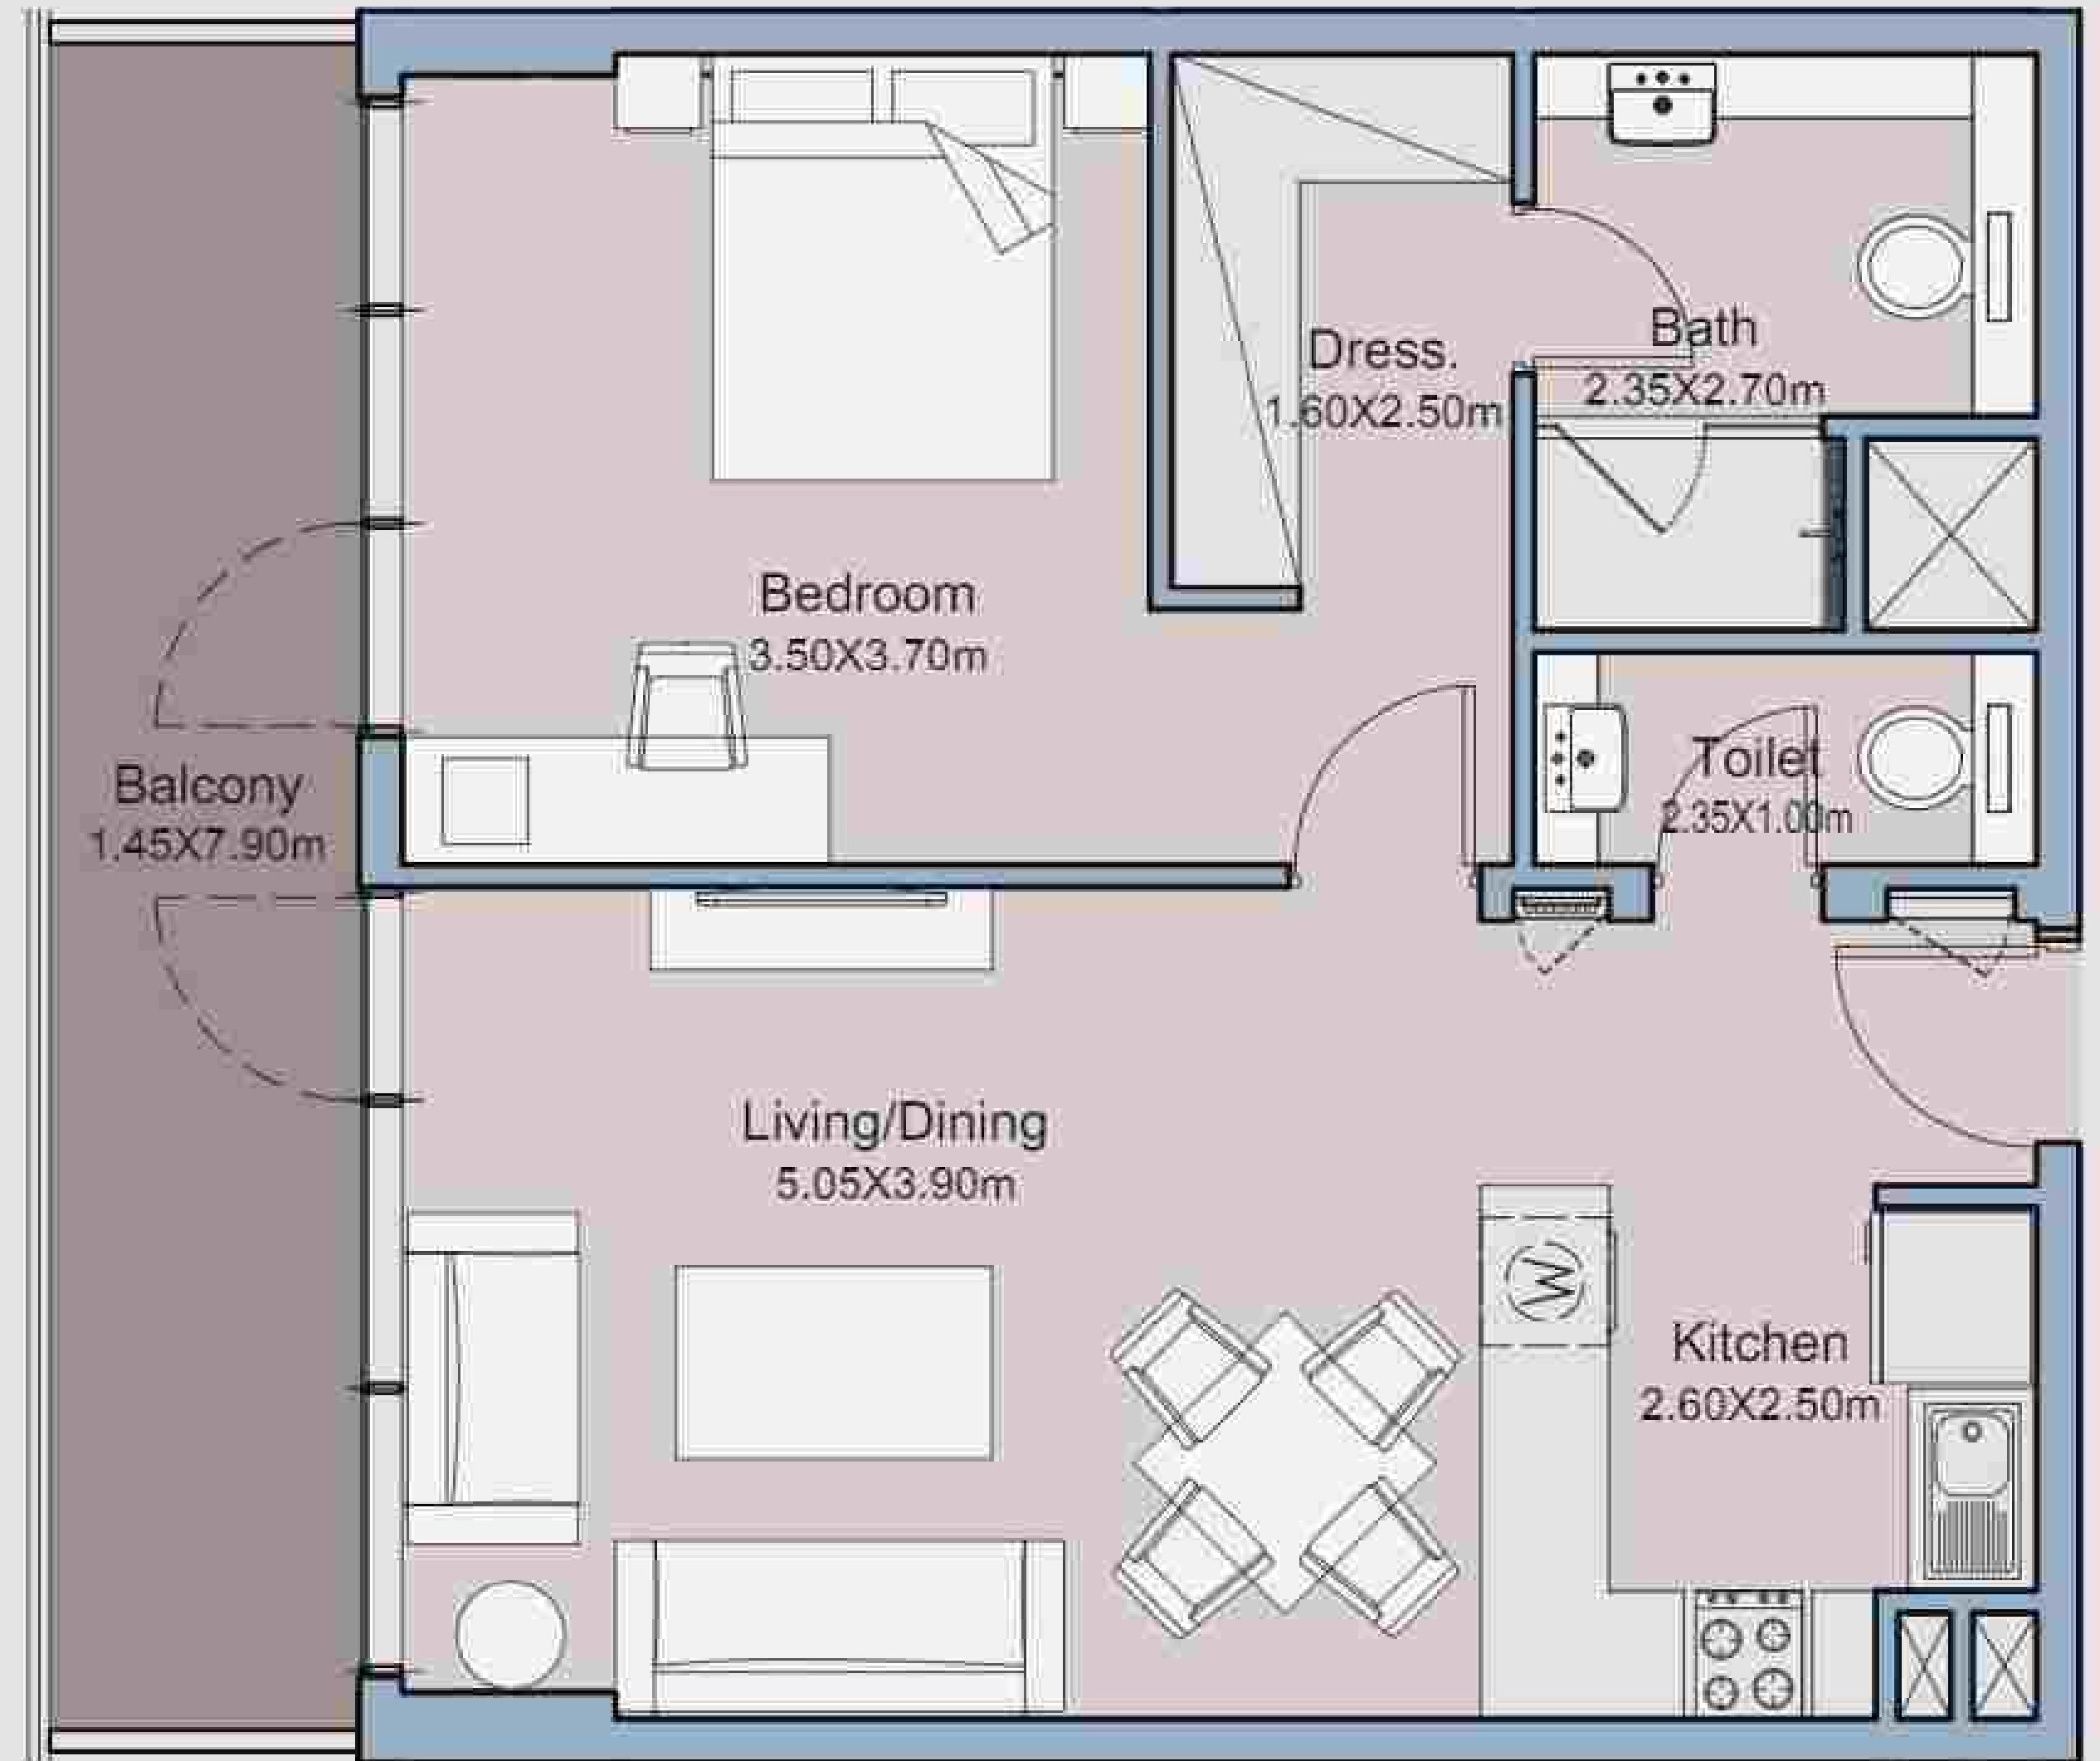 Bath
2.35X2.70m
Dress.
1.60X2.50m
Bedroom
3.50X3.70m
Toilet
2.35X1.00m
Balcony
1.45X7.90m
Living/Dining
5.05X3.90m
W
Kitchen
2.60X2.50m